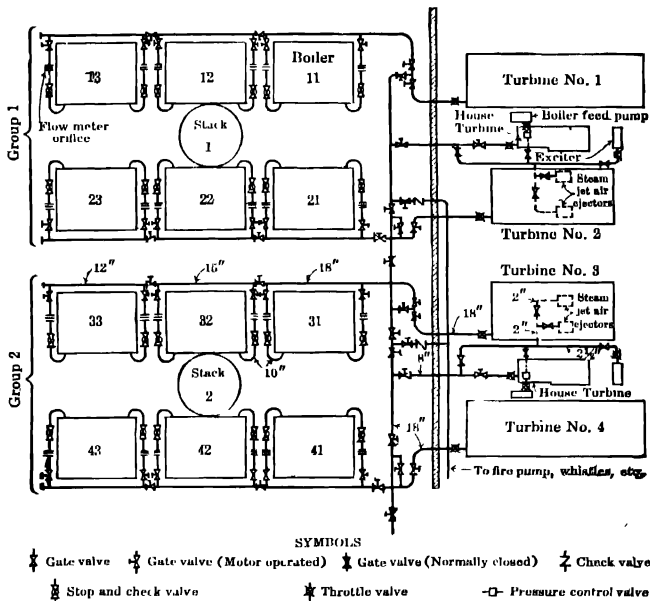 Group 1
13
12
Boiler
11
Flow meter
orifice
Stack
1
23
22
21
Turbine No. 1
House
Turbine
Boiler feed pump
Exciter
Steam
jet air
ejectors
Turbine No. 2
Group 2
12"
15"
18"
33
32
31
10"
Stack
2
43
42
41
Turbine No. 3
2"
Steam
jet air
2"
ejectors
18"
8"
House Turbine
18"
Turbine No. 4
To fire pump, whistles, etc.
SYMBOLS
Gate valve
Gate valve (Motor operated)
Gate valve (Normally closed)
Check valve
Stop and check valve
Throttle valve
Pressure control valve